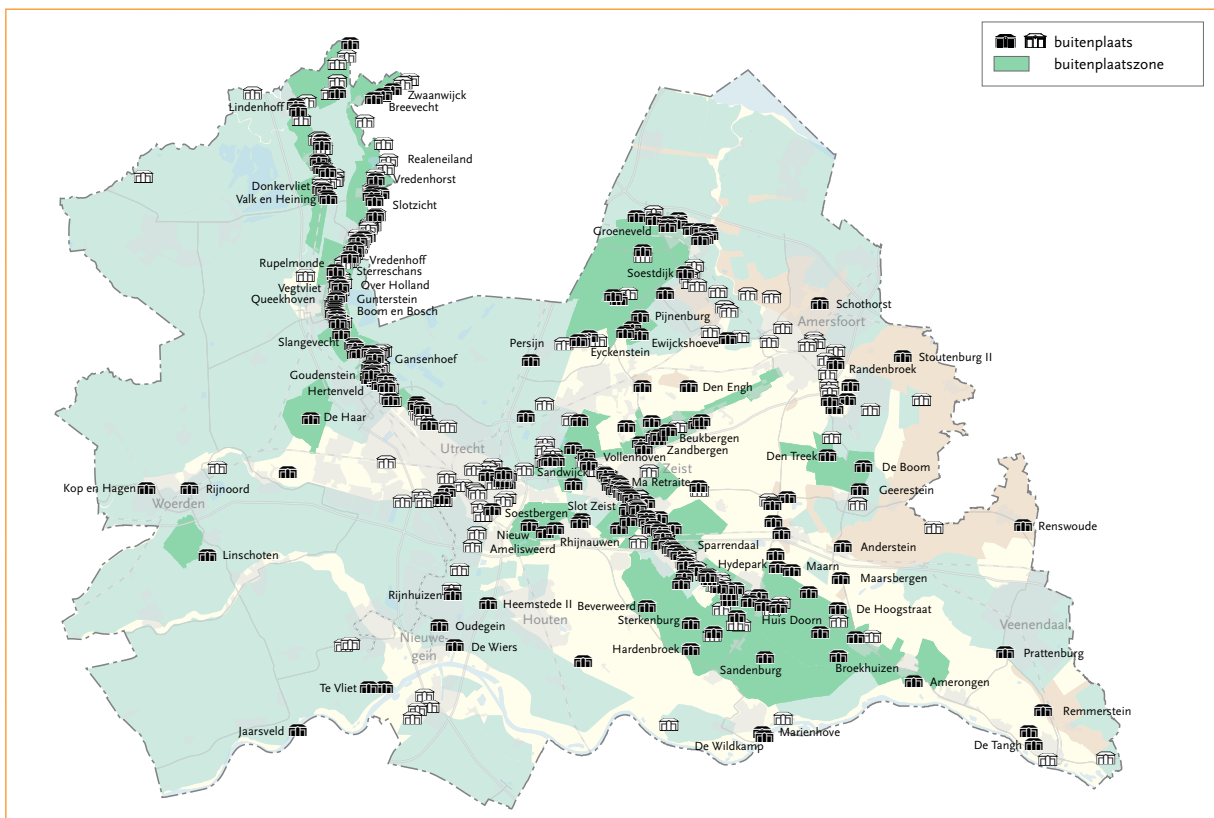 buitenplaats
buitenplaatszone
Zwaanwijck
Lindenhoff
Breevecht
Realeneiland
Donkervliet
Vredenhorst
Valk en Heining
Slotzicht
Groeneveld
Rupelmonde
Vredenhoff
Sterreschans
Soestdijk
Vegtvliet
Over Holland
Queekhoven
Gunterstein
Schothorst
Boom en Bosch
Pijnenburg
Amersfoort
Slangevecht
Persijn
Ewijckshoeve
Eyckenstein
Gansenhoef
Stoutenburg II
Goudenstein
Randenbroek
Hertenveld
Den Engh
De Haar
Beukbergen
Utrecht
Zandbergen
Vollenhoven
Den Treek
Sandwijck
Zeist
De Boom
Kop en Hagen
Rijnoord
Ma Retraite
Geerestein
Woerden
Slot Zeist
Soestbergen
Renswoude
Nieuw
Amelisweerd
Rhijnauwen
Sparrendaal
Anderstein
Linschoten
Hydepark
Maarn
Maarsbergen
Rijnhuizen
Heemstede II
Beverweerd
De Hoogstraat
Houten
Sterkenburg
Huis Doorn
Veenendaal
Oudegein
Nieuwe-
gein
De Wiers
Hardenbroek
Prattenburg
Sandenburg
Broekhuizen
Te Vliet
Amerongen
Remmerstein
Jaarsveld
Marienhove
De Wildkamp
De Tangh